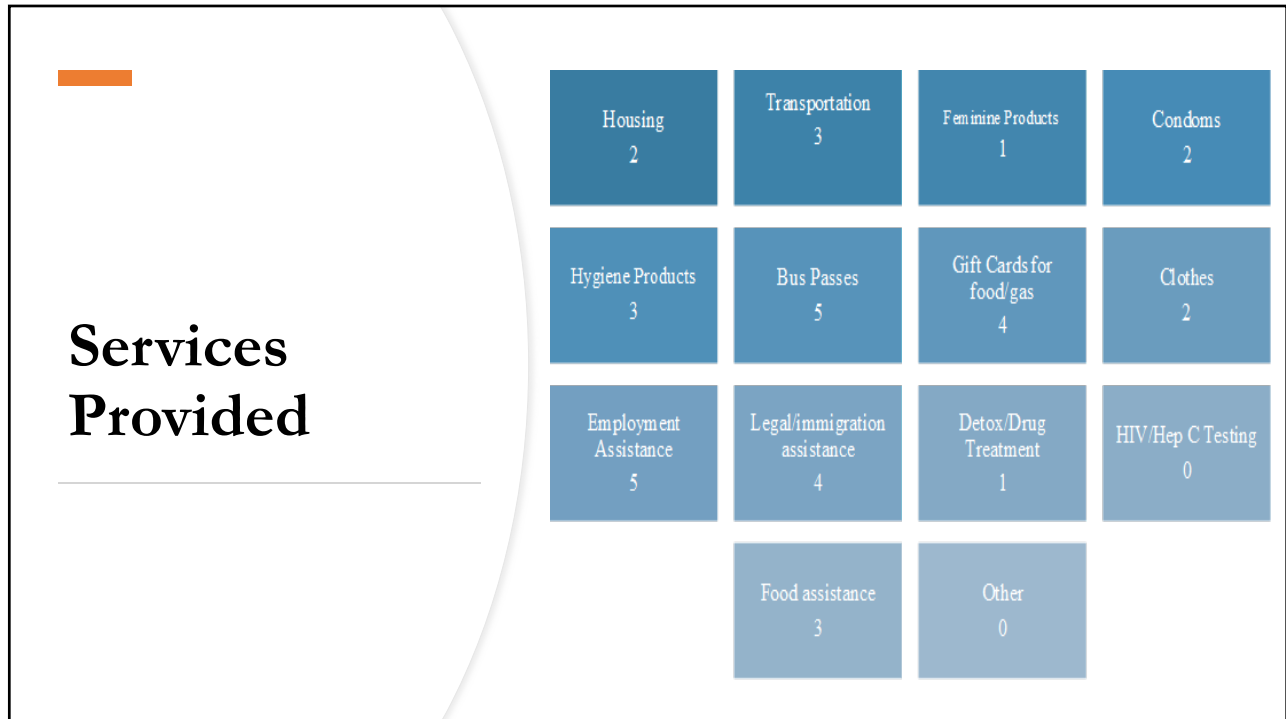 Services
Provided
Housing
2
Transportation
3
Feminine Products
1
Condoms
2
Hygiene Products
3
Bus Passes
5
Gift Cards for
food/gas
4
Clothes
2
Employment
Assistance
5
Legal/immigration
assistance
4
Detox/Drug
Treatment
1
HIV/Hep C Testing
0
Food assistance
3
Other
0